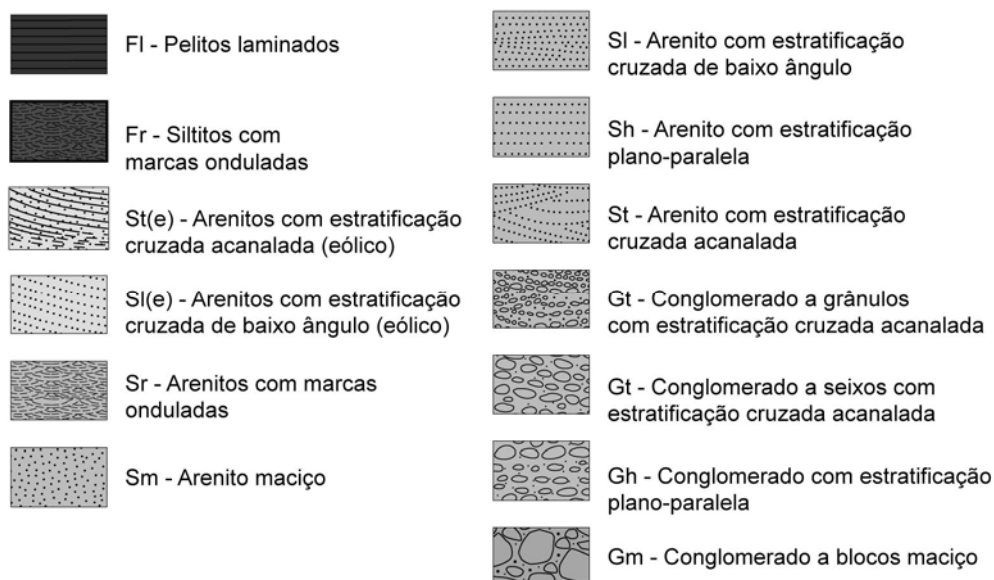 Fl - Pelitos laminados
Fr - Siltitos com
marcas onduladas
St(e) - Arenitos com estratificação
cruzada acanalada (eólico)
Sl(e) - Arenitos com estratificação
cruzada de baixo ângulo (eólico)
Sr - Arenitos com marcas
onduladas
Sm - Arenito maciço
Sl - Arenito com estratificação
cruzada de baixo ângulo
Sh - Arenito com estratificação
plano-paralela
St - Arenito com estratificação
cruzada acanalada
Gt - Conglomerado a grânulos
com estratificação cruzada acanalada
Gt - Conglomerado a seixos com
estratificação cruzada acanalada
Gh - Conglomerado com estratificação
plano-paralela
Gm - Conglomerado a blocos maciço